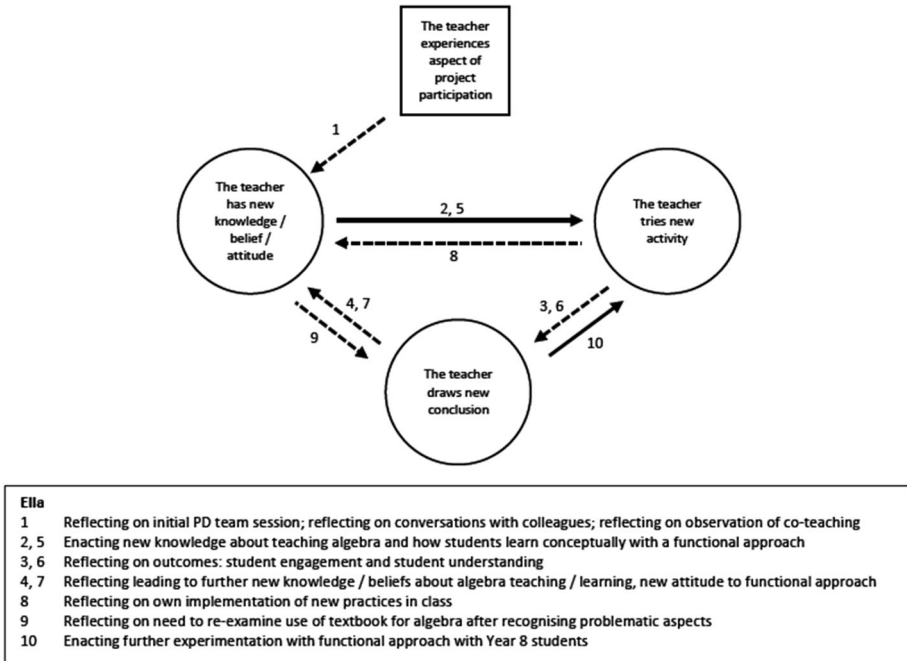 The teacher
experiences
aspect of
project
participation
1
The teacher
has new
knowledge /
belief /
attitude
2, 5
8
The teacher
tries new
activity
4, 7
9
3, 6
10
The teacher
draws new
conclusion
Ella
1 Reflecting on initial PD team session; reflecting on conversations with colleagues; reflecting on observation of co-teaching
2, 5 Enacting new knowledge about teaching algebra and how students learn conceptually with a functional approach
3, 6 Reflecting on outcomes: student engagement and student understanding
4, 7 Reflecting leading to further new knowledge / beliefs about algebra teaching / learning, new attitude to functional approach
8 Reflecting on own implementation of new practices in class
9 Reflecting on need to re-examine use of textbook for algebra after recognising problematic aspects
10 Enacting further experimentation with functional approach with Year 8 students